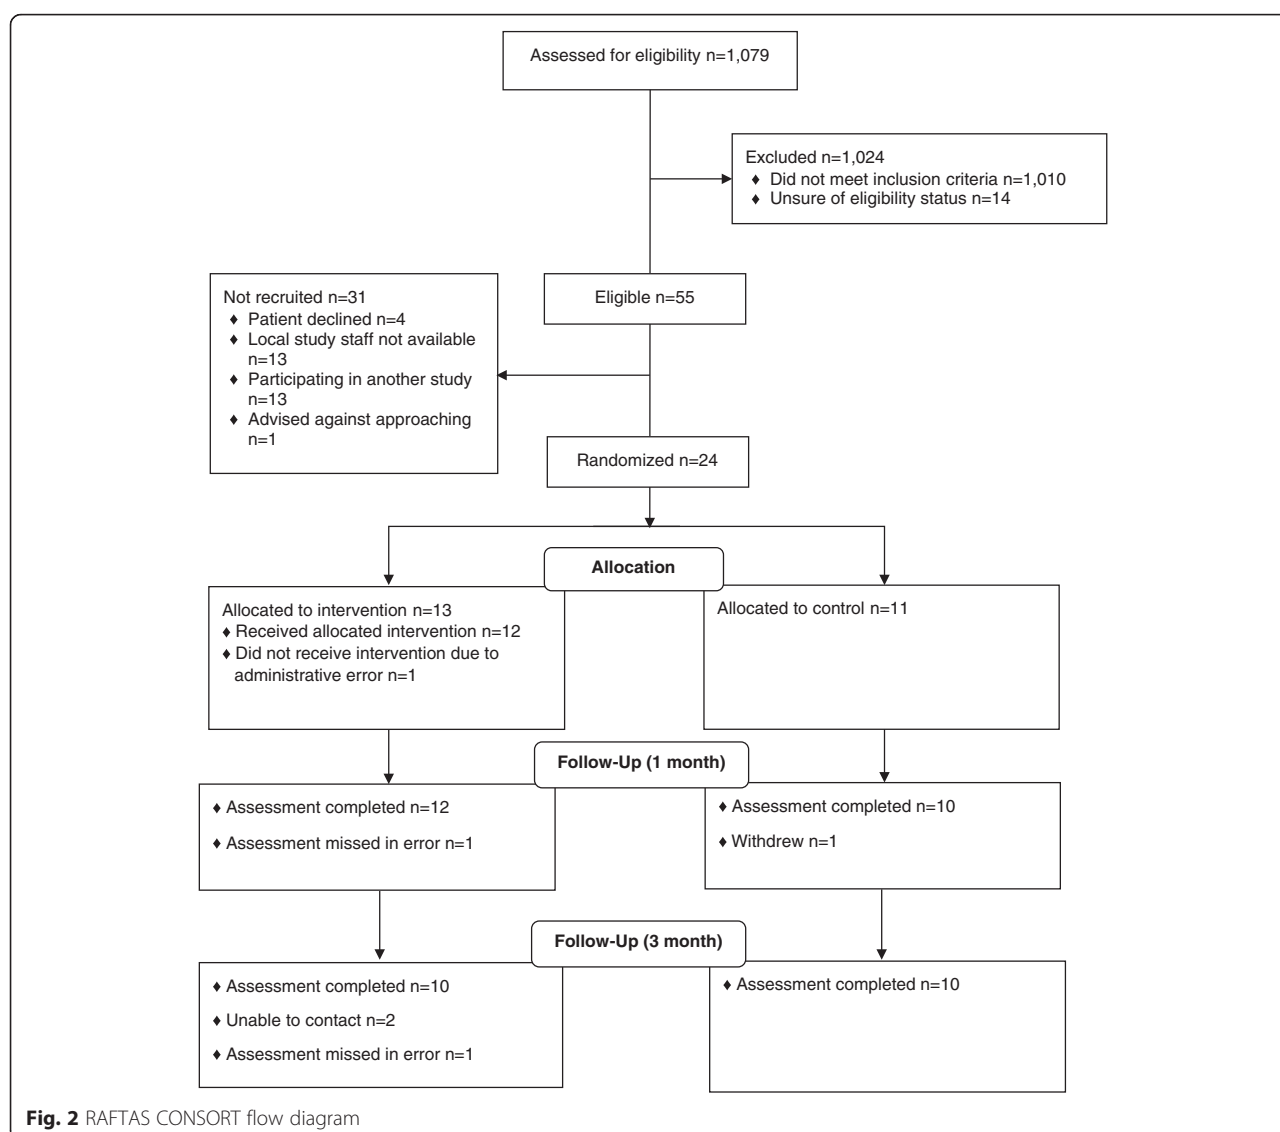 Assessed for eligibility n=1,079
Excluded n=1,024
♦ Did not meet inclusion criteria n=1,010
♦ Unsure of eligibility status n=14
Eligible n=55
Not recruited n=31
♦ Patient declined n=4
♦ Local study staff not available
n=13
♦ Participating in another study
n=13
♦ Advised against approaching
n=1
Randomized n=24
Allocation
Allocated to intervention n=13
♦ Received allocated intervention n=12
♦ Did not receive intervention due to
administrative error n=1
Allocated to control n=11
Follow-Up (1 month)
♦ Assessment completed n=12
♦ Assessment missed in error n=1
♦ Assessment completed n=10
♦ Withdrew n=1
Follow-Up (3 month)
♦ Assessment completed n=10
♦ Unable to contact n=2
♦ Assessment missed in error n=1
♦ Assessment completed n=10
Fig. 2 RAFTAS CONSORT flow diagram